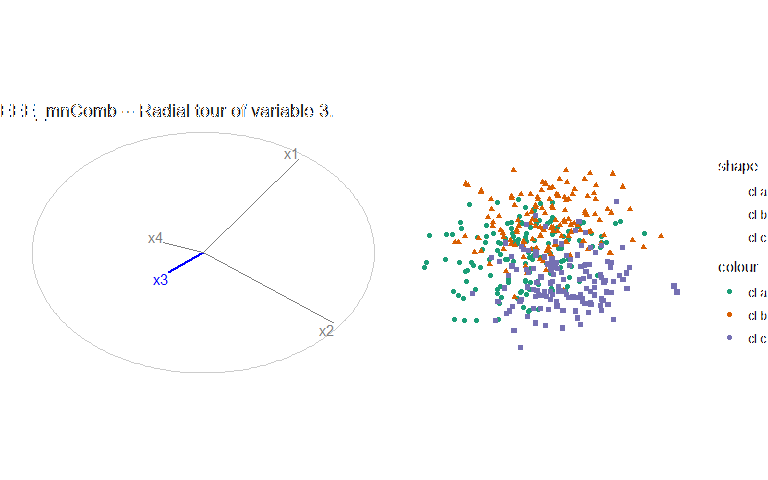 mnComb --- Radial tour of variable 3.
x1
x4
x3
x2
shape
cl a
cl b
cl c
colour
cl a
cl b
cl c